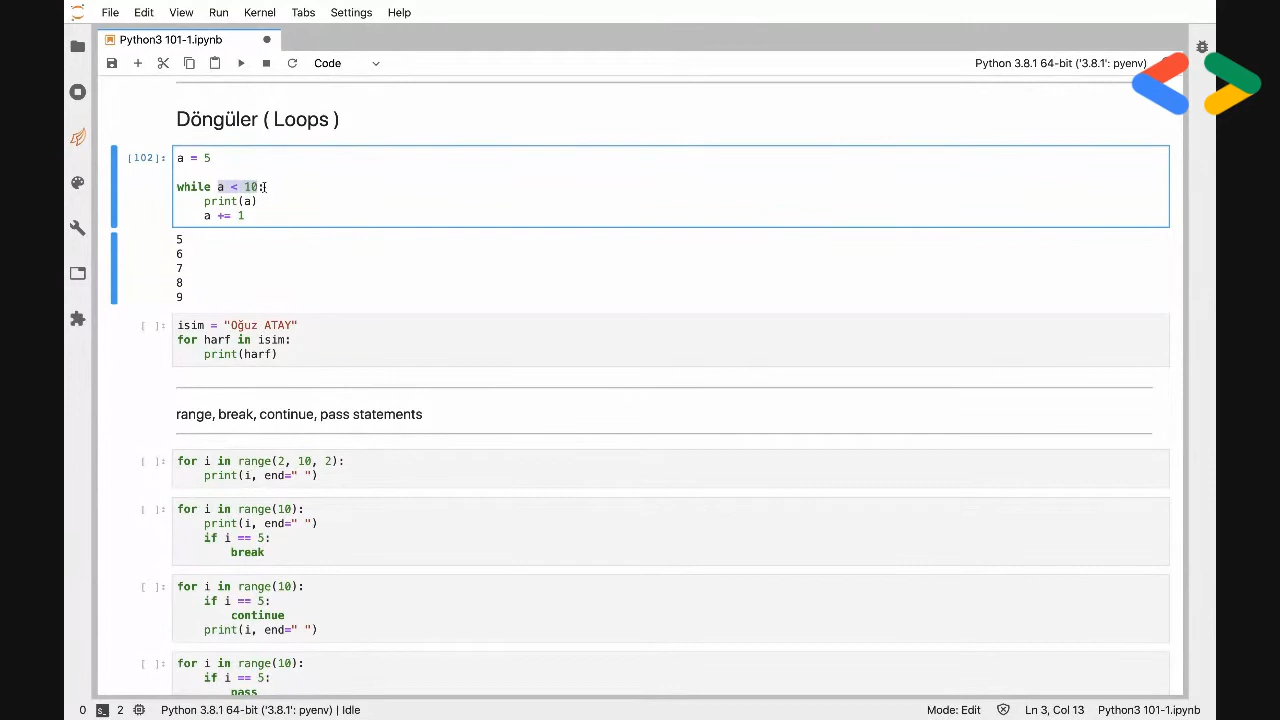 File Edit View Run Kernel Tabs Settings Help
Python3 101-1.ipynb
Code
Python 3.8.1 64-bit ('3.8.1': pyenv)
Döngüler ( Loops )
[102]:
a = 5
while a < 10:
print(a)
a += 1
5
6
7
8
9
[ ]:
isim = "Oğuz ATAY"
for harf in isim:
print(harf)
range, break, continue, pass statements
[ ]:
for i in range(2, 10, 2):
print(i, end=" ")
[ ]:
for i in range(10):
print(i, end=" ")
if i == 5:
break
[ ]:
for i in range(10):
if i == 5:
continue
print(i, end=" ")
[ ]:
for i in range(10):
if i == 5:
pass
0 2 Python 3.8.1 64-bit ('3.8.1': pyenv) | Idle
Mode: Edit Ln 3, Col 13 Python3 101-1.ipynb